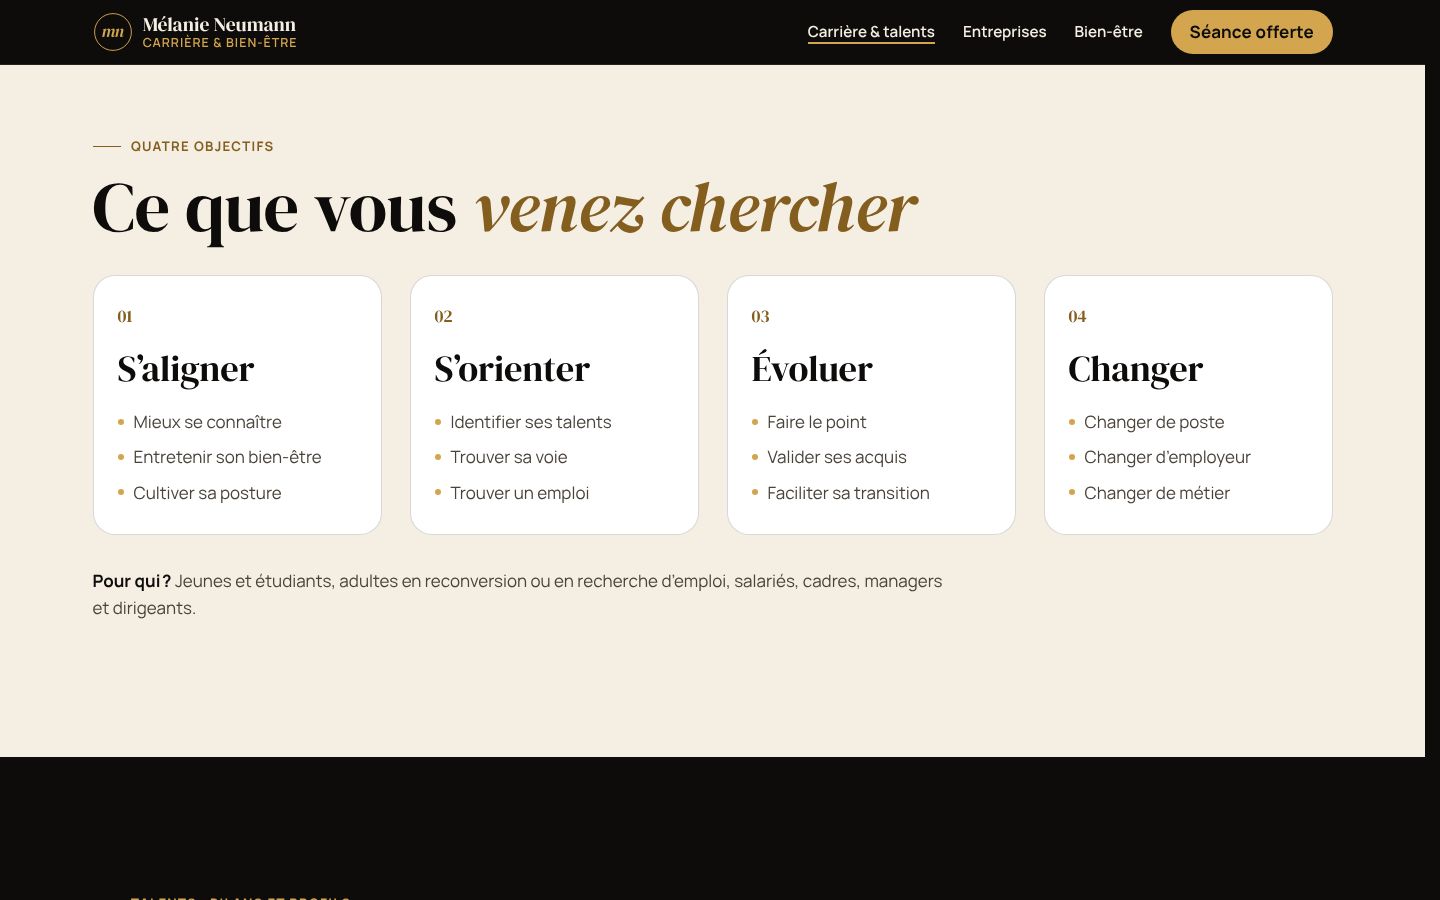 mn
Mélanie Neumann
CARRIÈRE & BIEN-ÊTRE
Carrière & talents
Entreprises
Bien-être
Séance offerte
QUATRE OBJECTIFS
Ce que vous venez chercher
01
S’aligner
Mieux se connaître
Entretenir son bien-être
Cultiver sa posture
02
S’orienter
Identifier ses talents
Trouver sa voie
Trouver un emploi
03
Évoluer
Faire le point
Valider ses acquis
Faciliter sa transition
04
Changer
Changer de poste
Changer d’employeur
Changer de métier
Pour qui ? Jeunes et étudiants, adultes en reconversion ou en recherche d’emploi, salariés, cadres, managers
et dirigeants.